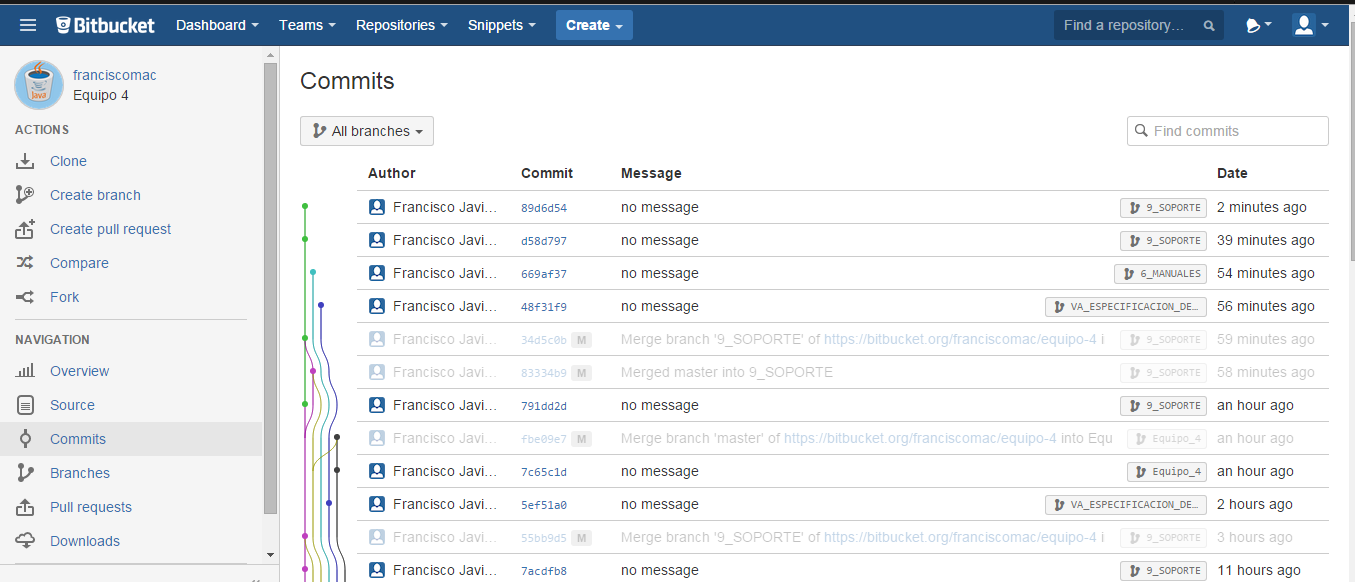 Bitbucket Dashboard Teams Repositories Snippets Create Find a repository...
franciscomac
Equipo 4
ACTIONS
Clone
Create branch
Create pull request
Compare
Fork
NAVIGATION
Overview
Source
Commits
Branches
Pull requests
Downloads
Java
Commits
All branches Find commits
Author Commit Message Date
Francisco Javi... 89d6d54 no message 9_SOPORTE 2 minutes ago
Francisco Javi... d58d797 no message 9_SOPORTE 39 minutes ago
Francisco Javi... 669af37 no message 6_MANUALES 54 minutes ago
Francisco Javi... 48f31f9 no message VA_ESPECIFICACION_DE... 56 minutes ago
Francisco Javi... 34d5c0b M Merge branch '9_SOPORTE' of https://bitbucket.org/franciscomac/equipo-4 i 9_SOPORTE 59 minutes ago
Francisco Javi... 83334b9 M Merged master into 9_SOPORTE 9_SOPORTE 58 minutes ago
Francisco Javi... 791dd2d no message 9_SOPORTE an hour ago
Francisco Javi... fbe09e7 M Merge branch 'master' of https://bitbucket.org/franciscomac/equipo-4 into Equ Equipo_4 an hour ago
Francisco Javi... 7c65c1d no message Equipo_4 an hour ago
Francisco Javi... 5ef51a0 no message VA_ESPECIFICACION_DE... 2 hours ago
Francisco Javi... 55bb9d5 M Merge branch '9_SOPORTE' of https://bitbucket.org/franciscomac/equipo-4 i 9_SOPORTE 3 hours ago
Francisco Javi... 7acdfb8 no message 9_SOPORTE 11 hours ago